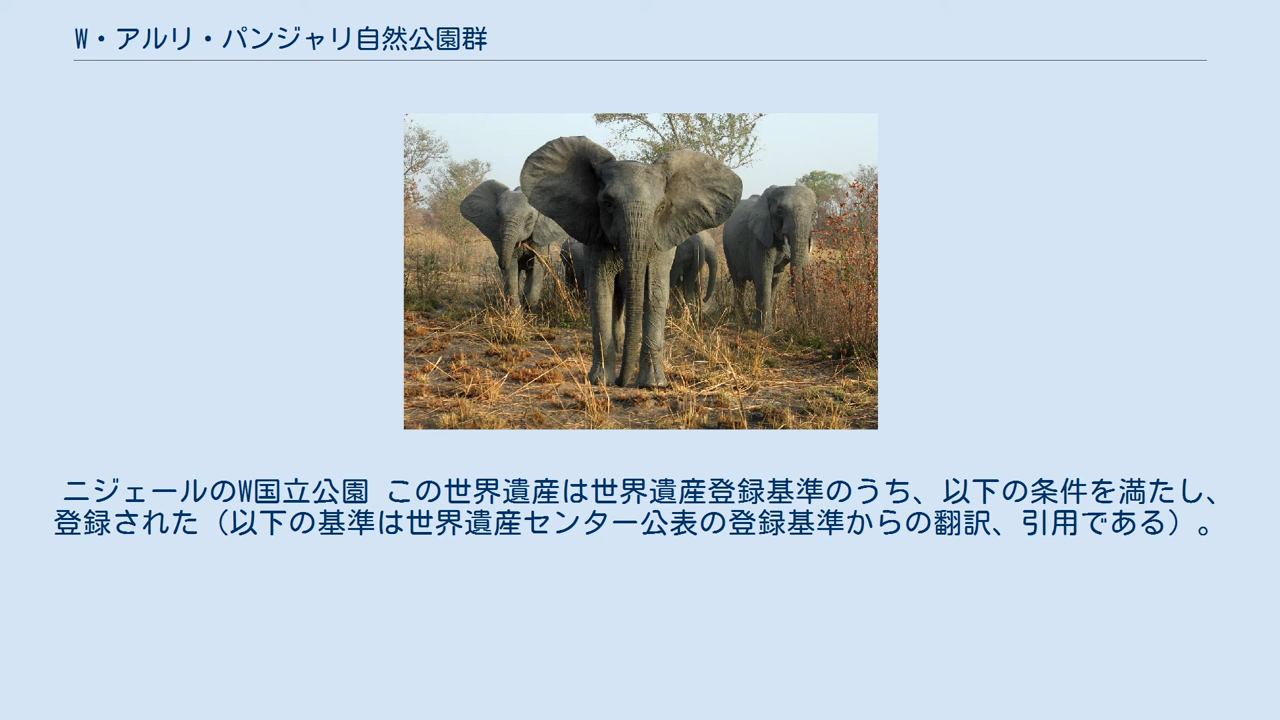 W・アルリ・パンジャリ自然公園群
ニジェールのW国立公園 この世界遺産は世界遺産登録基準のうち、以下の条件を満たし、
登録された（以下の基準は世界遺産センター公表の登録基準からの翻訳、引用である）。